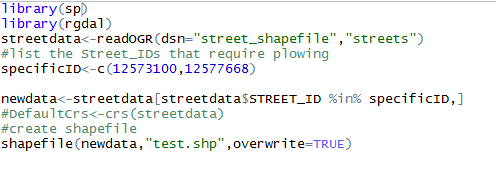 library(sp)
library(rgdal)
streetdata<-readOGR(dsn="street_shapefile","streets")
#list the Street_IDs that require plowing
specificID<-c(12573100,12577668)
newdata<-streetdata[streetdata$STREET_ID %in% specificID,]
#DefaultCrs<-crs(streetdata)
#create shapefile
shapefile(newdata,"test.shp",overwrite=TRUE)